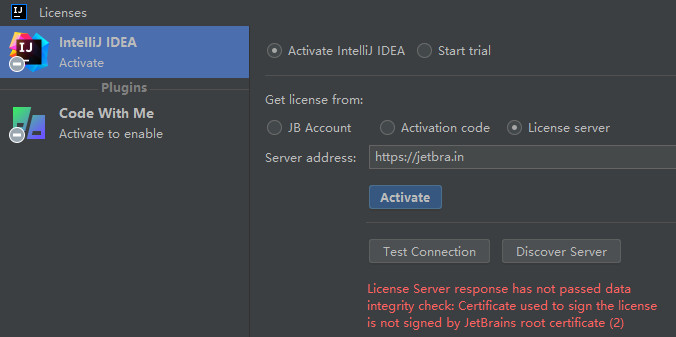 Licenses
IntelliJ IDEA
Activate
Plugins
Code With Me
Activate to enable
Activate IntelliJ IDEA Start trial
Get license from:
JB Account Activation code License server
Server address: https://jetbra.in
Activate
Test Connection Discover Server
License Server response has not passed data
integrity check: Certificate used to sign the license
is not signed by JetBrains root certificate (2)